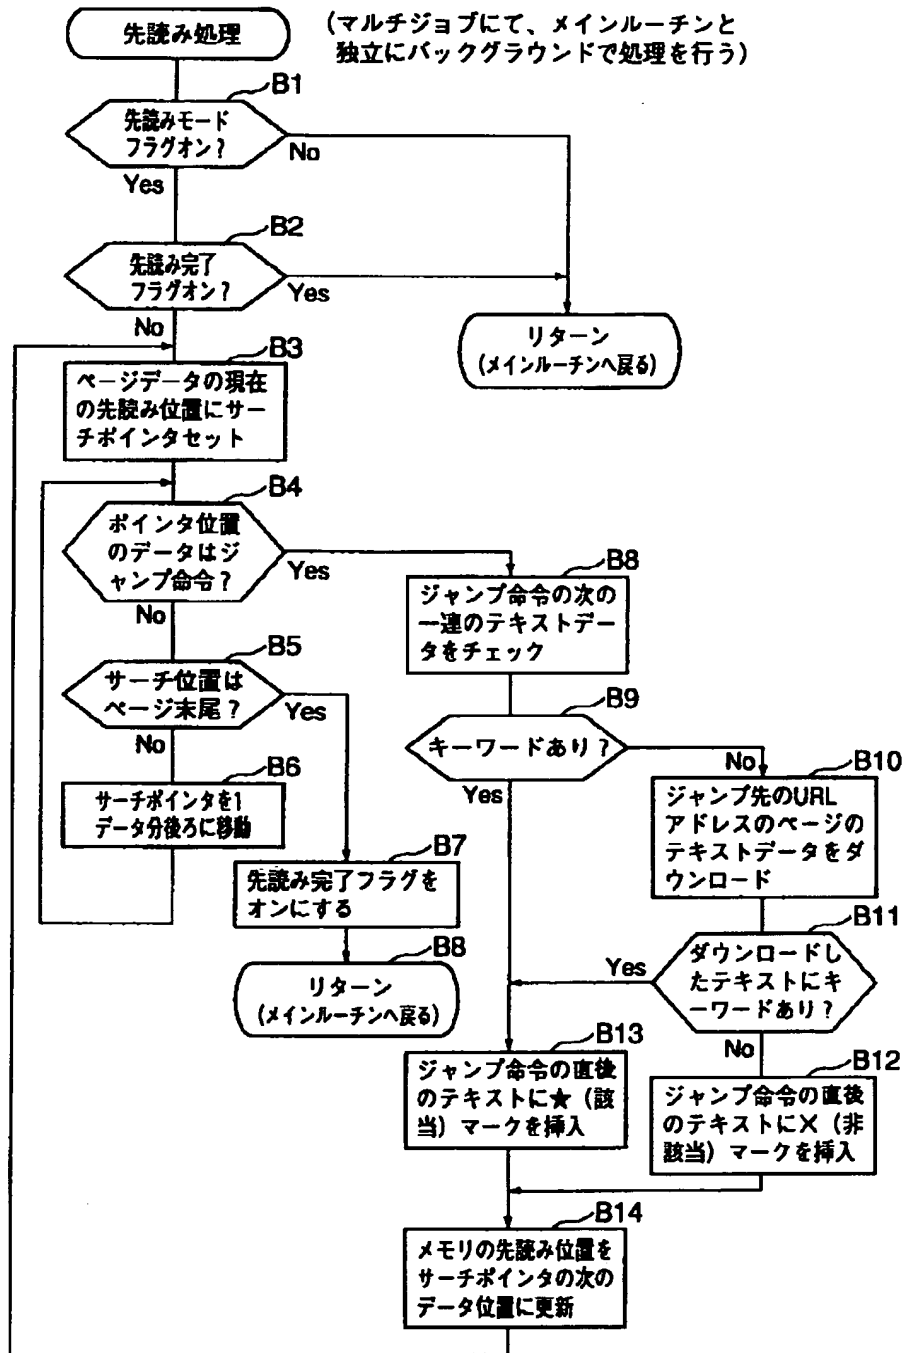 先読み処理
(マルチジョブにて、メインルーチンと
独立にバックグラウンドで処理を行う)
B1
先読みモード
フラグオン?
No
Yes
B2
先読み完了
フラグオン?
Yes
No
リターン
(メインルーチンへ戻る)
B3
ページデータの現在
の先読み位置にサー
チポインタセット
B4
ポインタ位置
のデータはジ
ャンプ命令?
Yes
No
B8
ジャンプ命令の次の
一連のテキストデー
タをチェック
B5
サーチ位置は
ページ末尾?
Yes
No
B9
キーワードあり?
No
Yes
B6
サーチポインタを1
データ分後ろに移動
B10
ジャンプ先のURL
アドレスのページの
テキストデータをダ
ウンロード
B7
先読み完了フラグを
オンにする
B8
リターン
(メインルーチンへ戻る)
B11
ダウンロードし
たテキストにキ
ーワードあり?
Yes
No
B13
ジャンプ命令の直後
のテキストに★(該
当)マークを挿入
B12
ジャンプ命令の直後
のテキストに×(非
該当)マークを挿入
B14
メモリの先読み位置を
サーチポインタの次の
データ位置に更新